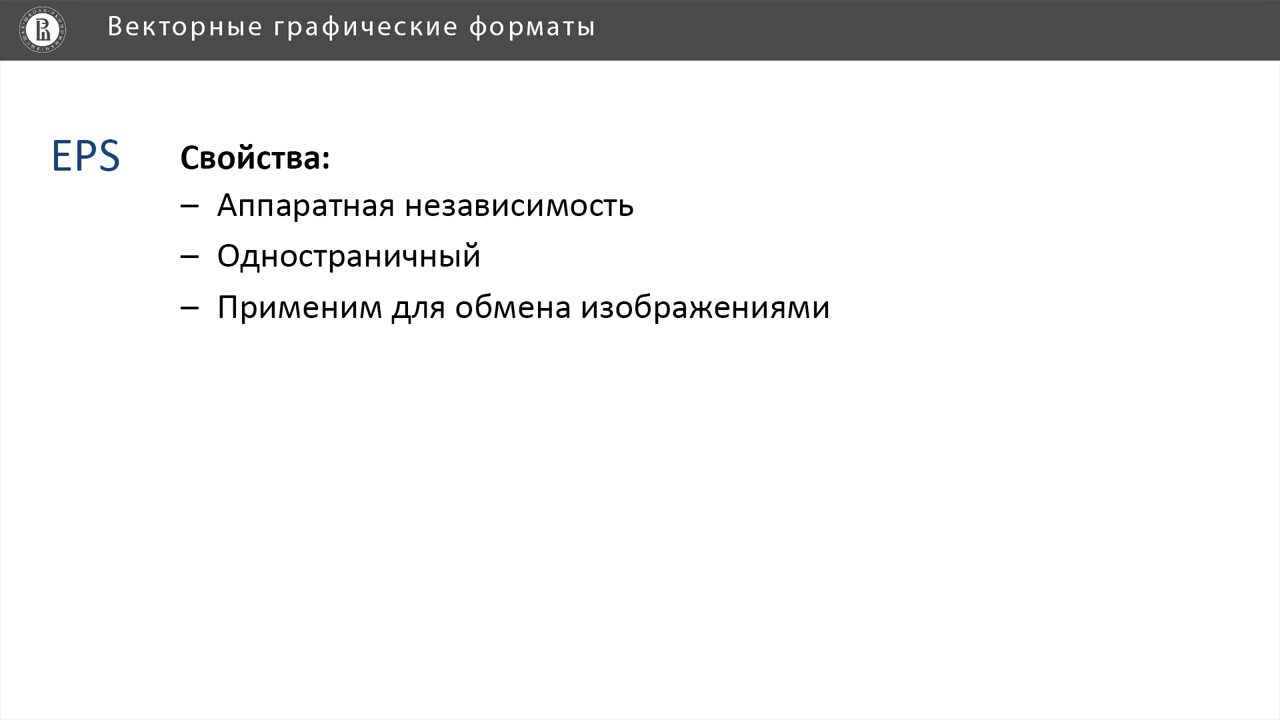 Векторные графические форматы
EPS
Свойства:
– Аппаратная независимость
– Одностраничный
– Применим для обмена изображениями